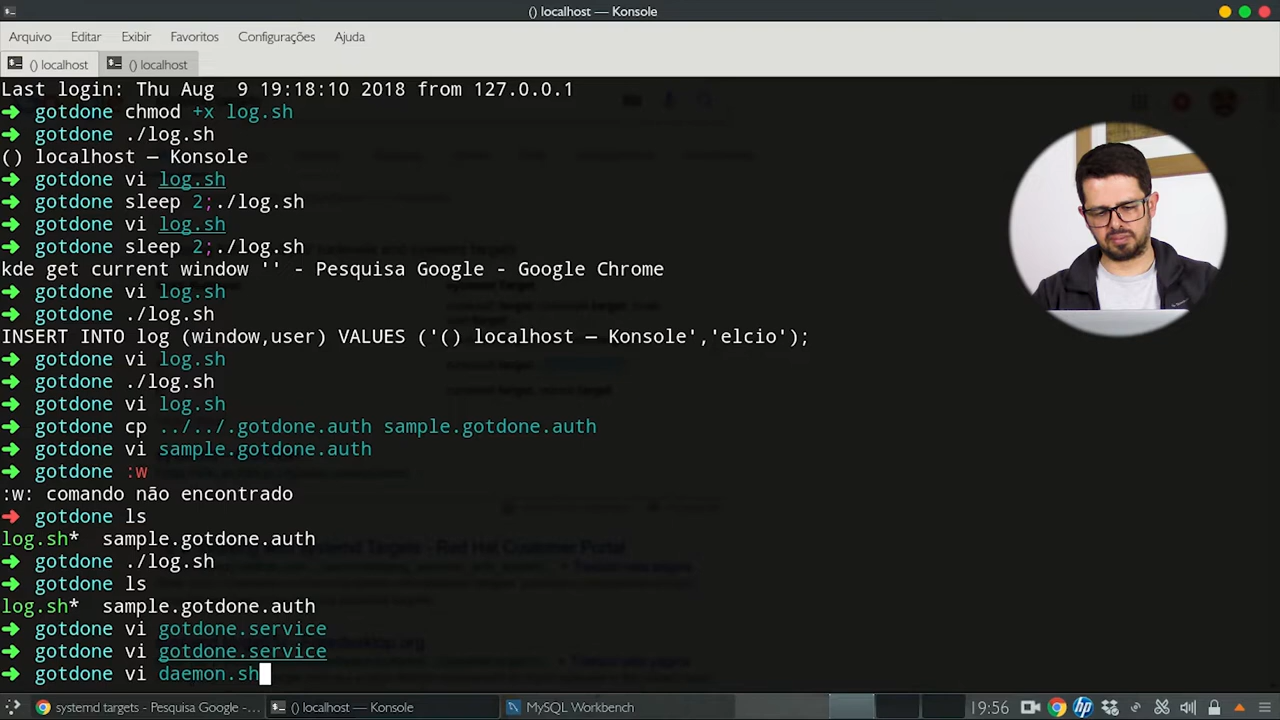 () localhost — Konsole
Arquivo Editar Exibir Favoritos Configurações Ajuda
() localhost () localhost
Last login: Thu Aug  9 19:18:10 2018 from 127.0.0.1
➜ gotdone chmod +x log.sh
➜ gotdone ./log.sh
() localhost — Konsole
➜ gotdone vi log.sh
➜ gotdone sleep 2;./log.sh
➜ gotdone vi log.sh
➜ gotdone sleep 2;./log.sh
kde get current window '' - Pesquisa Google - Google Chrome
➜ gotdone vi log.sh
➜ gotdone ./log.sh
INSERT INTO log (window,user) VALUES ('() localhost — Konsole','elcio');
➜ gotdone vi log.sh
➜ gotdone ./log.sh
➜ gotdone vi log.sh
➜ gotdone cp ../../.gotdone.auth sample.gotdone.auth
➜ gotdone vi sample.gotdone.auth
➜ gotdone :w
:w: comando não encontrado
➜ gotdone ls
log.sh*  sample.gotdone.auth
➜ gotdone ./log.sh
➜ gotdone ls
log.sh*  sample.gotdone.auth
➜ gotdone vi gotdone.service
➜ gotdone vi gotdone.service
➜ gotdone vi daemon.sh
systemd targets - Pesquisa Google -... () localhost — Konsole MySQL Workbench 19:56